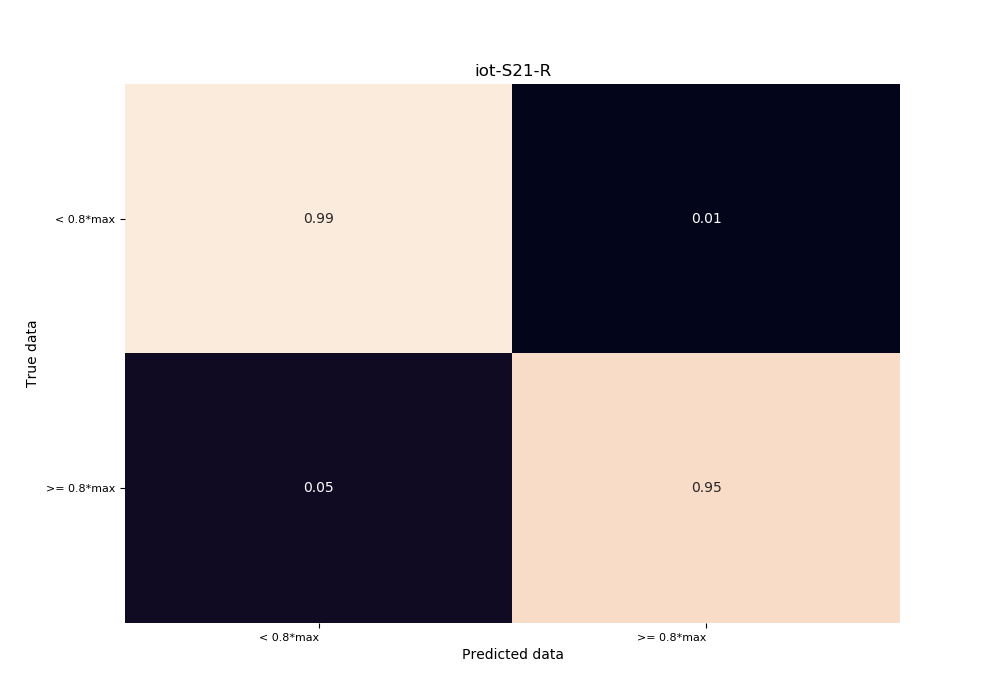 iot-S21-R
< 0.8*max
0.99
0.01
True data
>= 0.8*max
0.05
0.95
< 0.8*max
>= 0.8*max
Predicted data